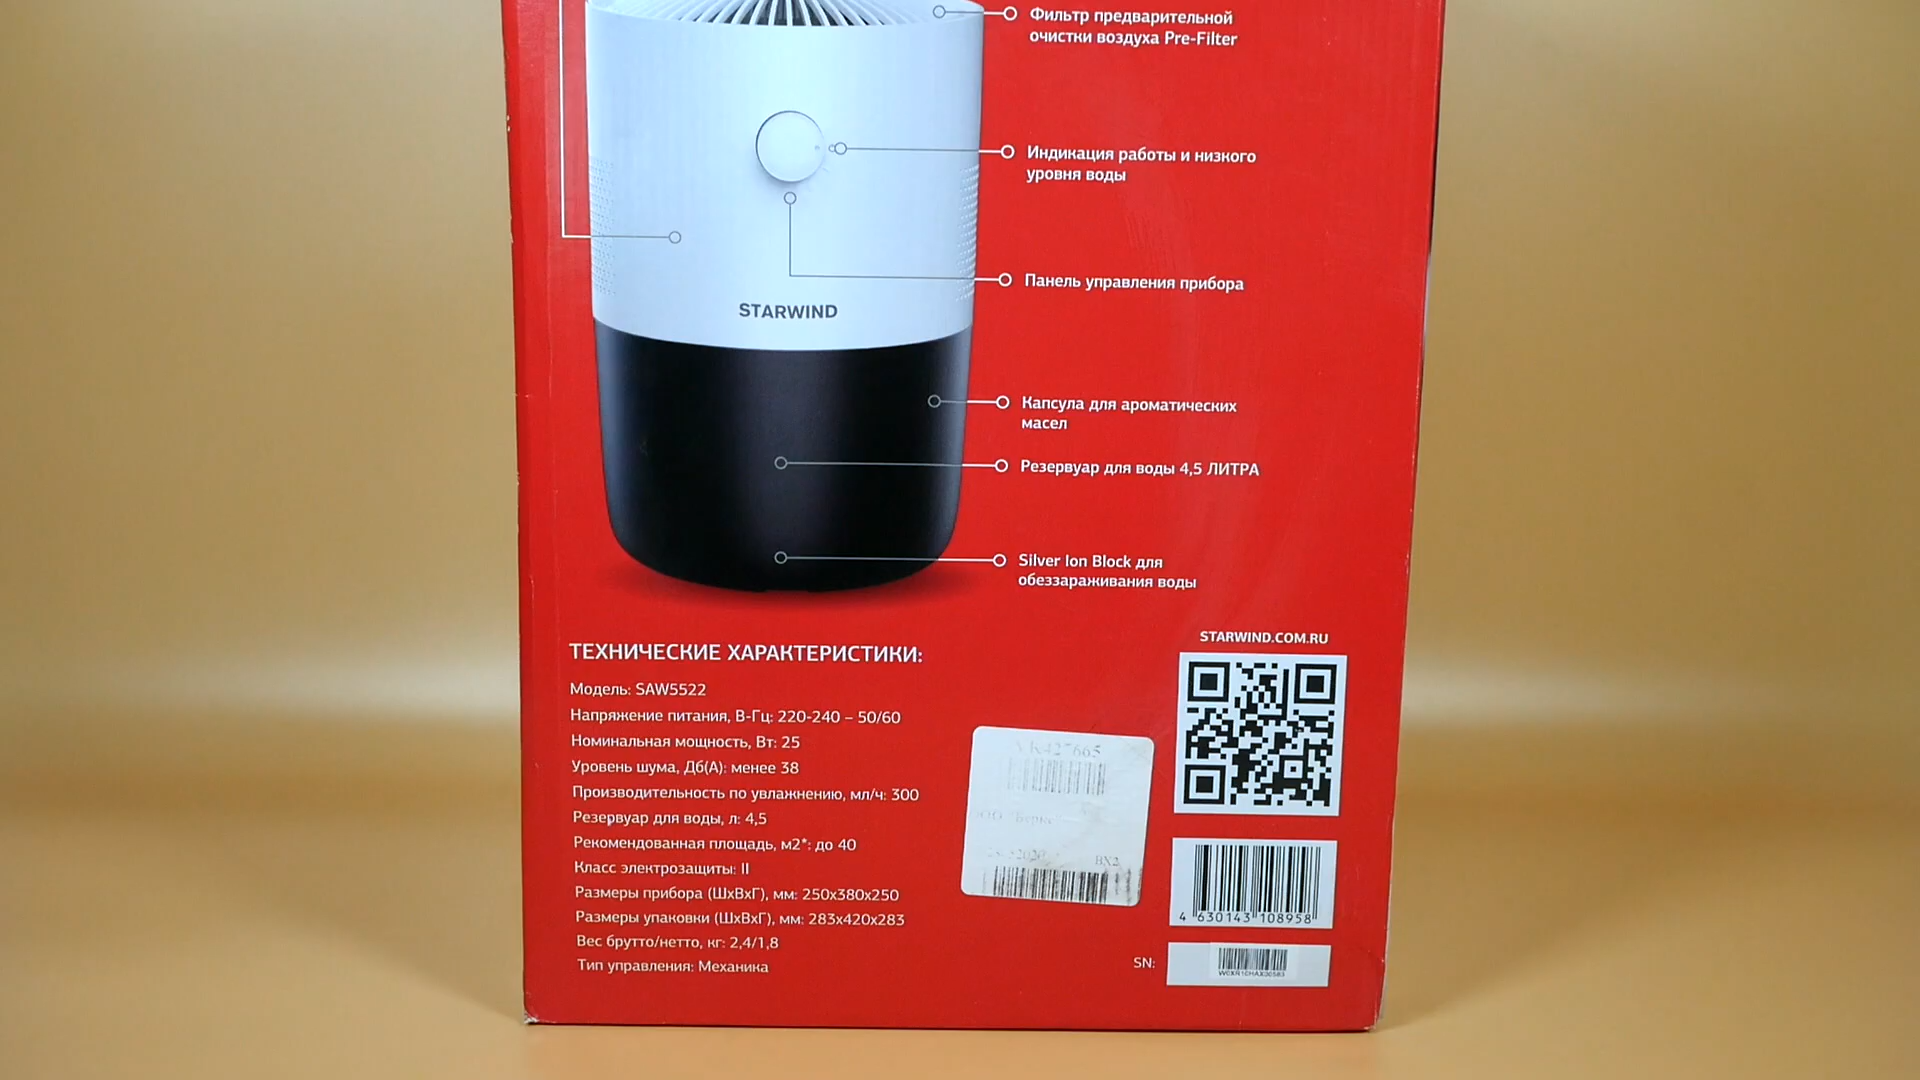 Фильтр предварительной
очистки воздуха Pre-Filter
Индикация работы и низкого
уровня воды
Панель управления прибора
STARWIND
Капсула для ароматических
масел
Резервуар для воды 4,5 ЛИТРА
Silver Ion Block для
обеззараживания воды
STARWIND.COM.RU
ТЕХНИЧЕСКИЕ ХАРАКТЕРИСТИКИ:
Модель: SAW5522
Напряжение питания, В-Гц: 220-240 – 50/60
Номинальная мощность, Вт: 25
Уровень шума, Дб(А): менее 38
Производительность по увлажнению, мл/ч: 300
Резервуар для воды, л: 4,5
Рекомендованная площадь, м2*: до 40
Класс электрозащиты: II
Размеры прибора (ШхВхГ), мм: 250х380х250
Размеры упаковки (ШхВхГ), мм: 283х420х283
Вес брутто/нетто, кг: 2,4/1,8
Тип управления: Механика
4 630143 108958
SN: